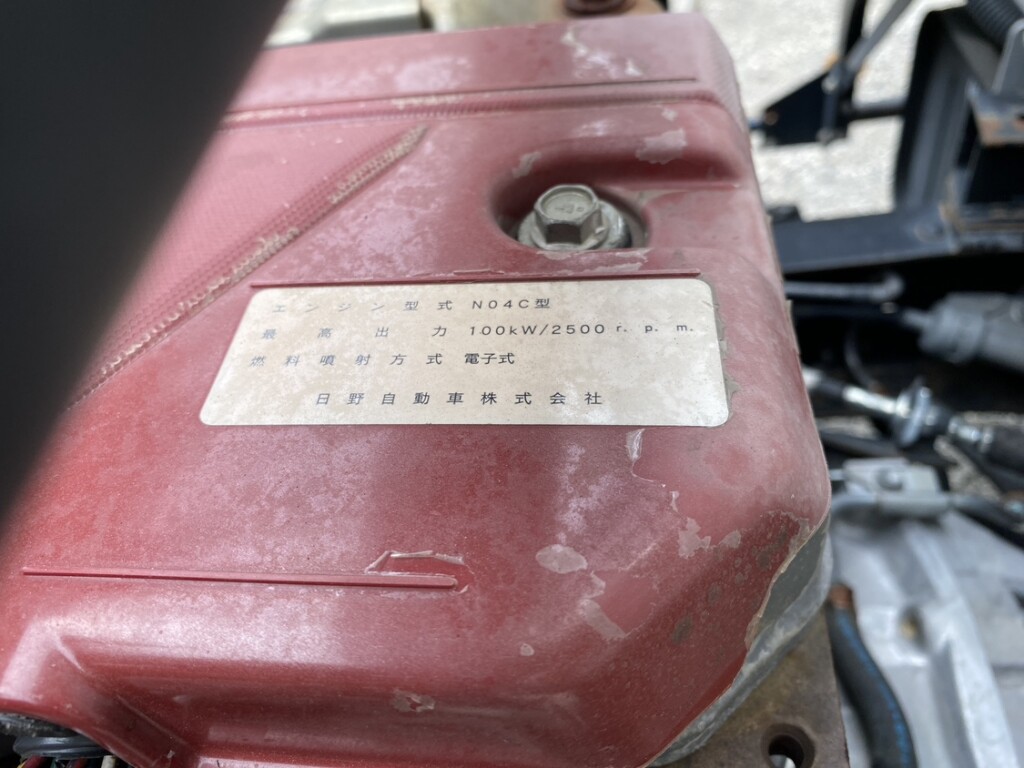 エンジン型式 N04C型
最高出力 100kW/2500 r. p. m.
燃料噴射方式 電子式
日野自動車株式会社